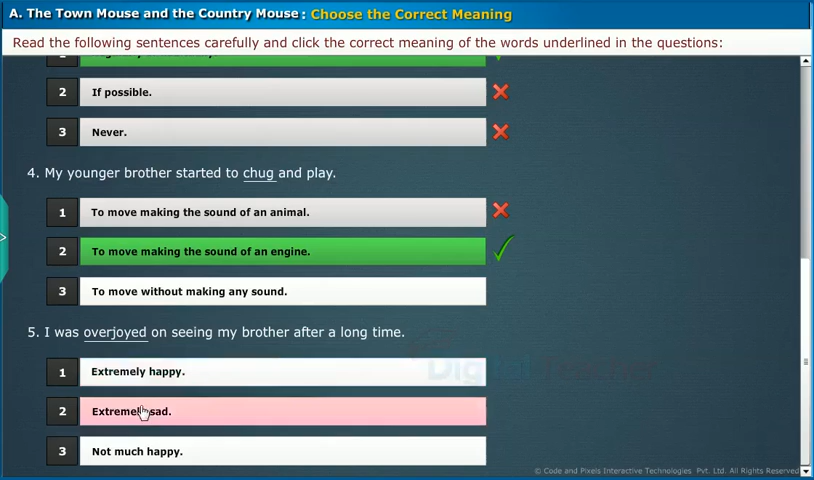 A. The Town Mouse and the Country Mouse : Choose the Correct Meaning
Read the following sentences carefully and click the correct meaning of the words underlined in the questions:
2 If possible.
3 Never.
4. My younger brother started to chug and play.
1 To move making the sound of an animal.
2 To move making the sound of an engine.
3 To move without making any sound.
5. I was overjoyed on seeing my brother after a long time.
1 Extremely happy.
2 Extremely sad.
3 Not much happy.
© Code and Pixels Interactive Technologies. Pvt. Ltd. All Rights Reserved